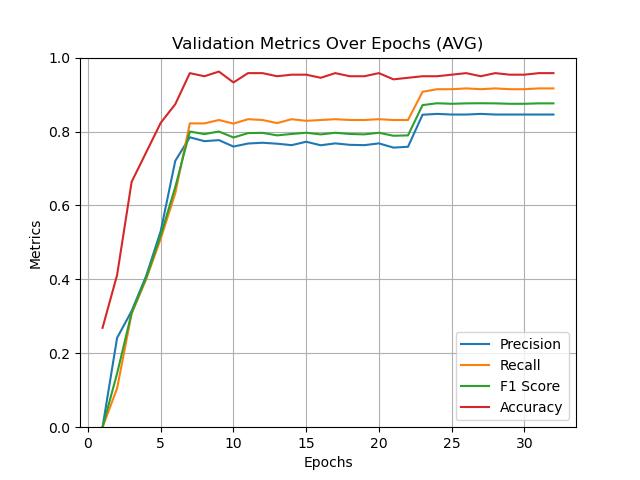 Validation Metrics Over Epochs (AVG)
1.0
0.8
0.6
0.4
0.2
0.0
Metrics
0 5 10 15 20 25 30
Epochs
Precision
Recall
F1 Score
Accuracy